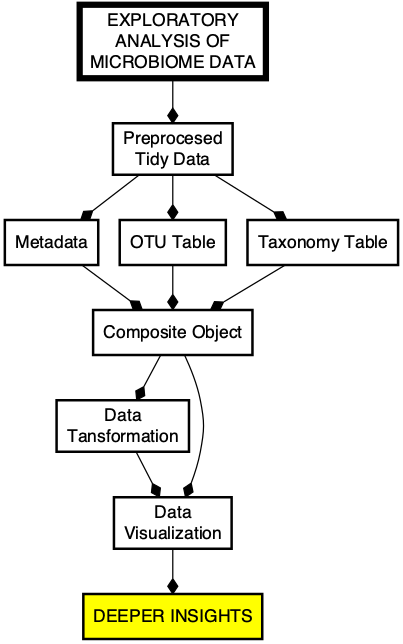 EXPLORATORY
ANALYSIS OF
MICROBIOME DATA
Preprocesed
Tidy Data
Metadata
OTU Table
Taxonomy Table
Composite Object
Data
Tansformation
Data
Visualization
DEEPER INSIGHTS